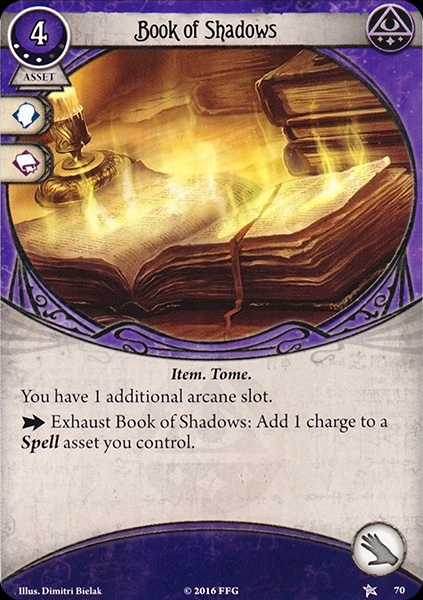 4
Book of Shadows
ASSET
Item. Tome.
You have 1 additional arcane slot.
Exhaust Book of Shadows: Add 1 charge to a
Spell asset you control.
Illus. Dimitri Bielak
© 2016 FFG
70